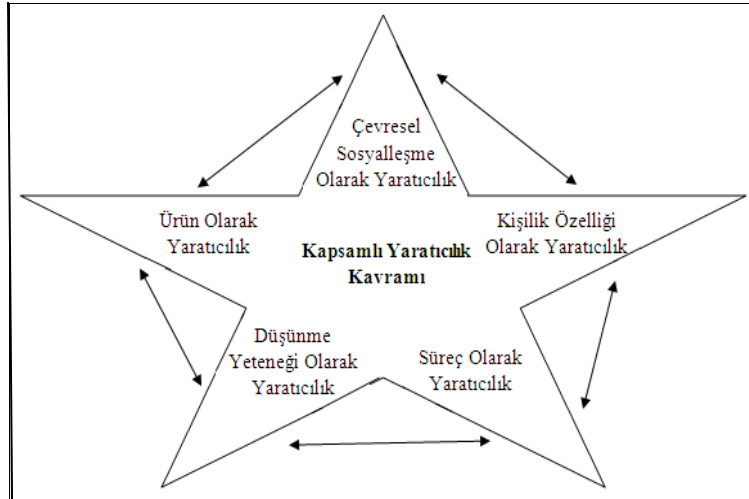 Çevresel
Sosyalleşme
Olarak Yaratıcılık
Ürün Olarak
Yaratıcılık
Kişilik Özelliği
Olarak Yaratıcılık
Kapsamlı Yaratıcılık
Kavramı
Düşünme
Yeteneği Olarak
Yaratıcılık
Süreç Olarak
Yaratıcılık